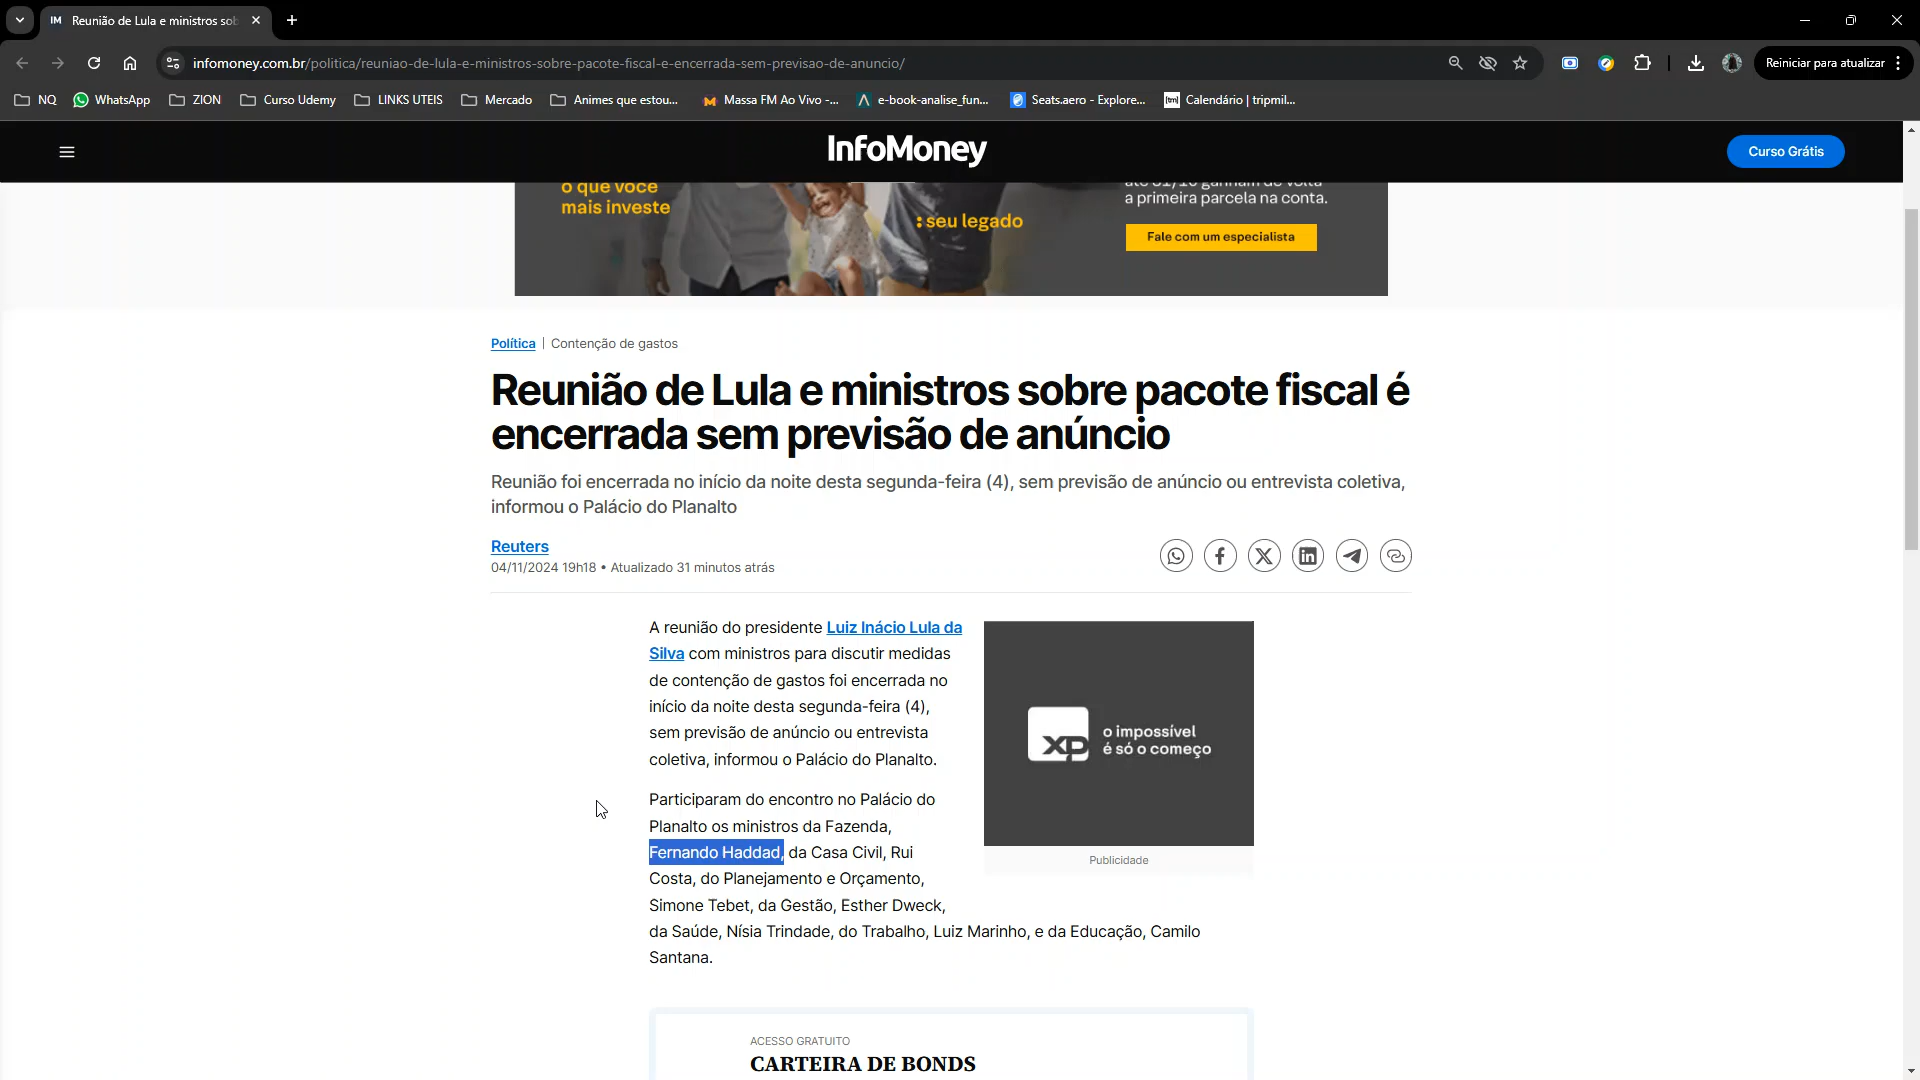 IM Reunião de Lula e ministros sob
infomoney.com.br/politica/reuniao-de-lula-e-ministros-sobre-pacote-fiscal-e-encerrada-sem-previsao-de-anuncio/
Reiniciar para atualizar
NQ WhatsApp ZION Curso Udemy LINKS UTEIS Mercado Animes que estou... Massa FM Ao Vivo -... e-book-analise_fun... Seats.aero - Explore... Calendário | tripmil...
InfoMoney
Curso Grátis
o que você
mais investe
:seu legado
até 31/10 ganham de volta
a primeira parcela na conta.
Fale com um especialista
Política | Contenção de gastos
Reunião de Lula e ministros sobre pacote fiscal é
encerrada sem previsão de anúncio
Reunião foi encerrada no início da noite desta segunda-feira (4), sem previsão de anúncio ou entrevista coletiva,
informou o Palácio do Planalto
Reuters
04/11/2024 19h18 • Atualizado 31 minutos atrás
A reunião do presidente Luiz Inácio Lula da
Silva com ministros para discutir medidas
de contenção de gastos foi encerrada no
início da noite desta segunda-feira (4),
sem previsão de anúncio ou entrevista
coletiva, informou o Palácio do Planalto.
XP
o impossível
é só o começo
Publicidade
Participaram do encontro no Palácio do
Planalto os ministros da Fazenda,
Fernando Haddad, da Casa Civil, Rui
Costa, do Planejamento e Orçamento,
Simone Tebet, da Gestão, Esther Dweck,
da Saúde, Nísia Trindade, do Trabalho, Luiz Marinho, e da Educação, Camilo
Santana.
ACESSO GRATUITO
CARTEIRA DE BONDS